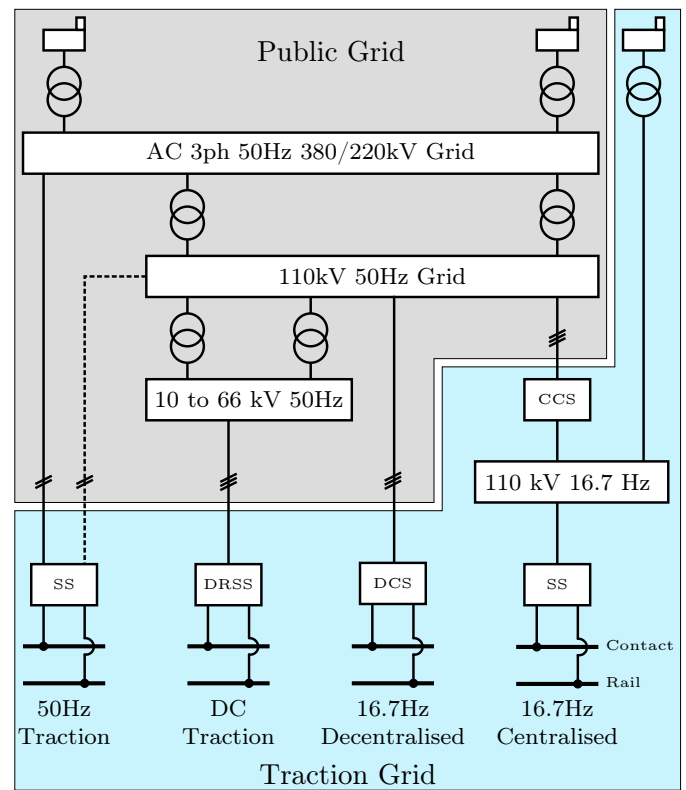 Public Grid
AC 3ph 50Hz 380/220kV Grid
110kV 50Hz Grid
10 to 66 kV 50Hz
CCS
110 kV 16.7 Hz
SS
DRSS
DCS
SS
Contact
Rail
50Hz
Traction
DC
Traction
16.7Hz
Decentralised
16.7Hz
Centralised
Traction Grid